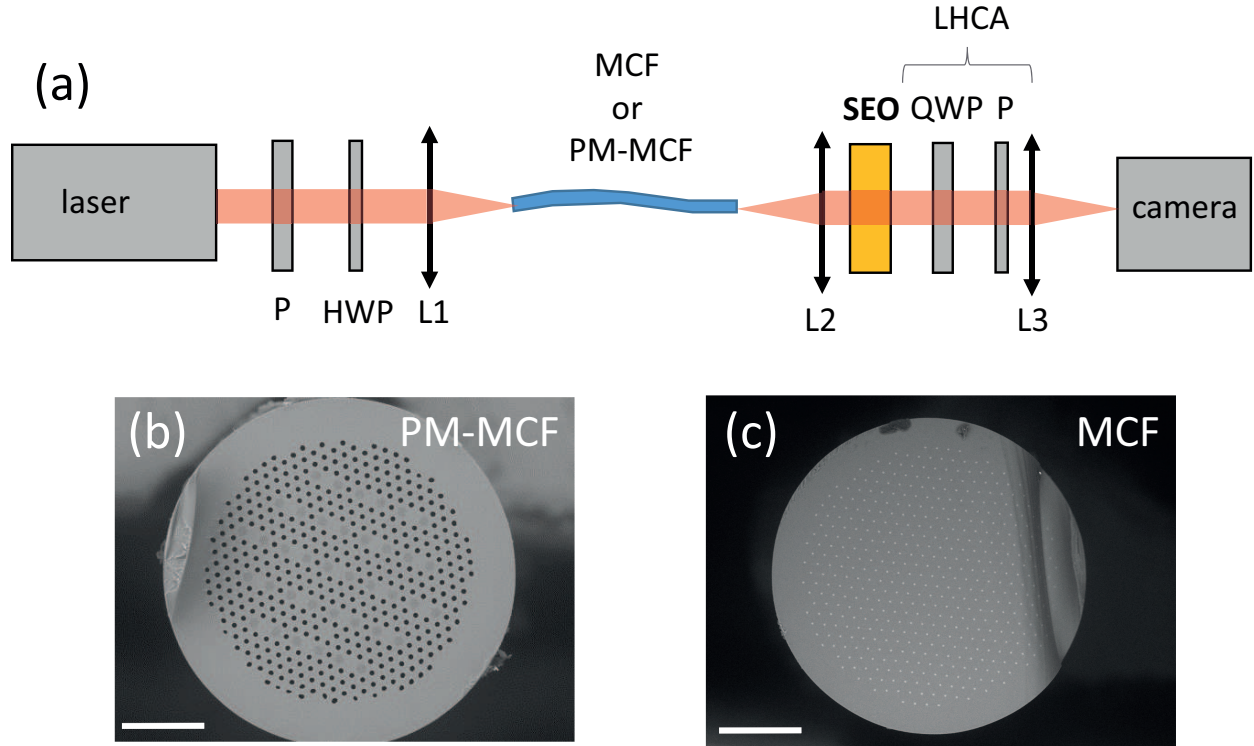 (a)
LHCA
MCF
or
PM-MCF
SEO QWP P
laser
camera
P HWP L1
L2
L3
(b)
PM-MCF
(c)
MCF